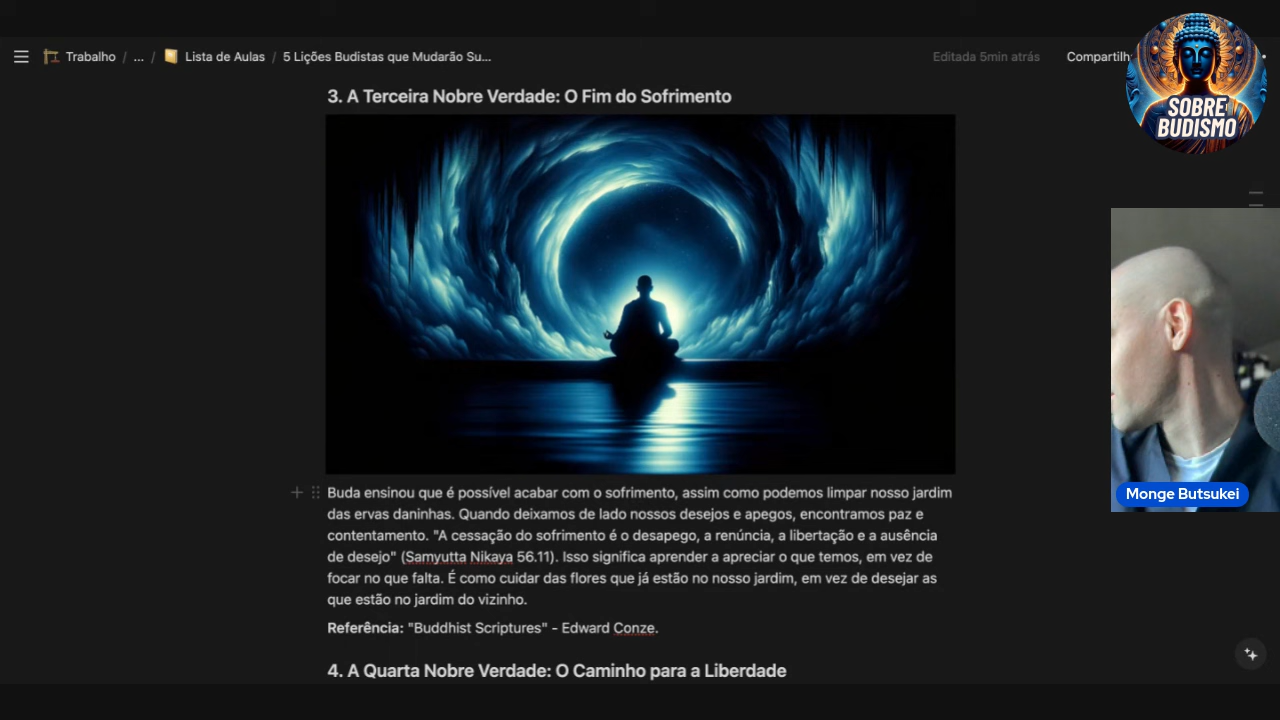 Trabalho / ... / Lista de Aulas / 5 Lições Budistas que Mudarão Su...
Editada 5min atrás
Compartilh
SOBRE
BUDISMO
3. A Terceira Nobre Verdade: O Fim do Sofrimento
Monge Butsukei
Buda ensinou que é possível acabar com o sofrimento, assim como podemos limpar nosso jardim
das ervas daninhas. Quando deixamos de lado nossos desejos e apegos, encontramos paz e
contentamento. "A cessação do sofrimento é o desapego, a renúncia, a libertação e a ausência
de desejo" (Samyutta Nikaya 56.11). Isso significa aprender a apreciar o que temos, em vez de
focar no que falta. É como cuidar das flores que já estão no nosso jardim, em vez de desejar as
que estão no jardim do vizinho.
Referência: "Buddhist Scriptures" - Edward Conze.
4. A Quarta Nobre Verdade: O Caminho para a Liberdade